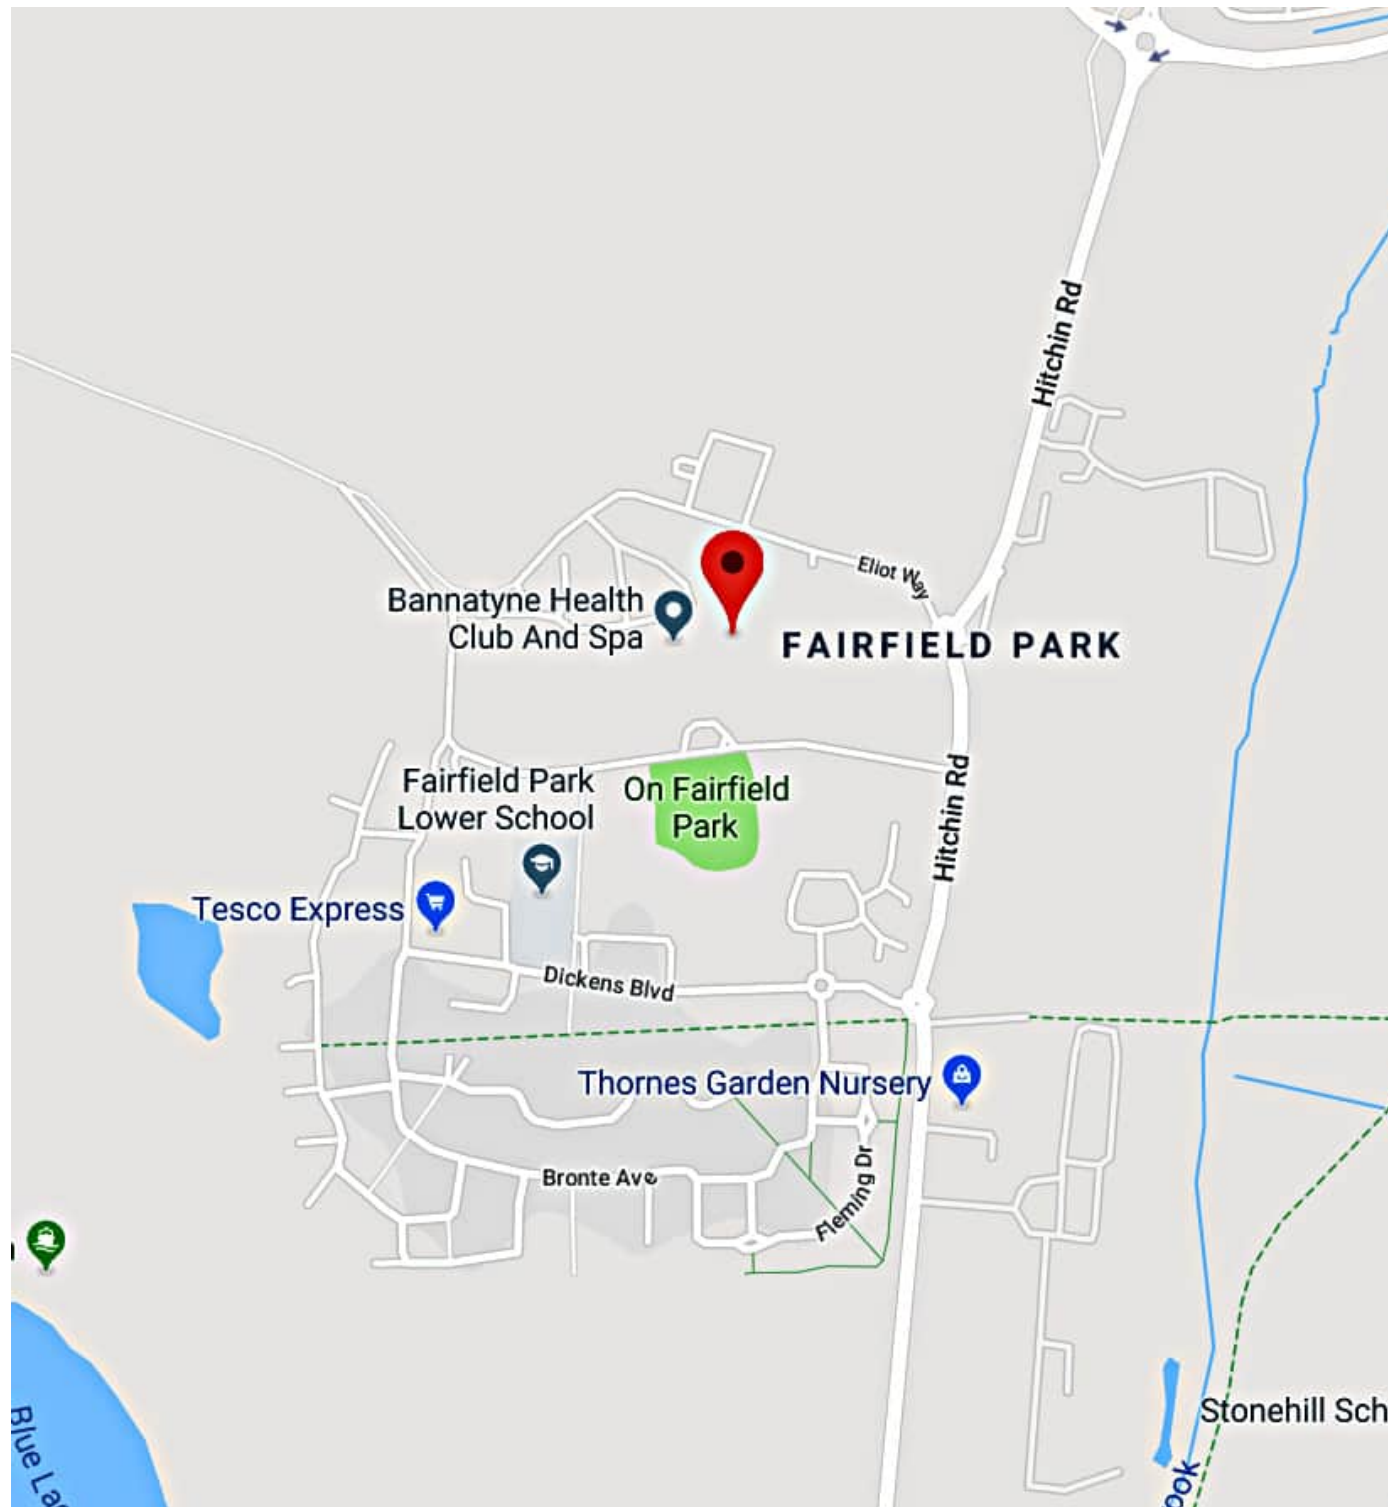 Hitchin Rd
Eliot Way
Bannatyne Health
Club And Spa
FAIRFIELD PARK
Hitchin Rd
Fairfield Park
Lower School
On Fairfield
Park
Tesco Express
Dickens Blvd
Thornes Garden Nursery
Bronte Ave
Fleming Dr
Stonehill Sch
Blue La
ook